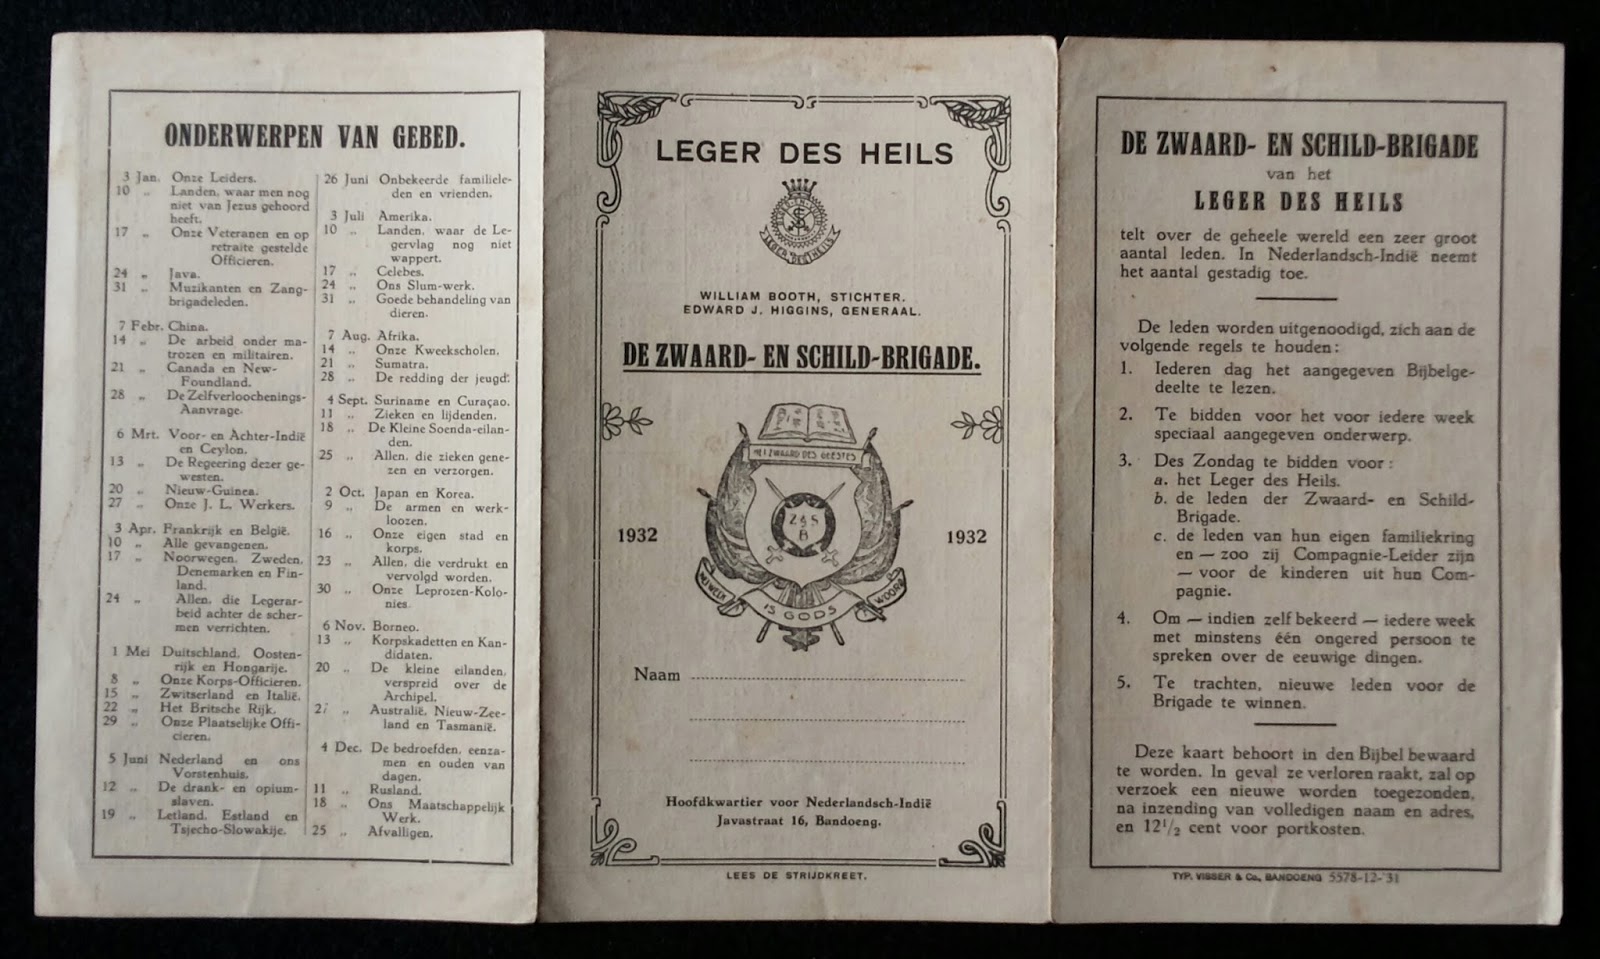 ONDERWERPEN VAN GEBED.
3 Jan. Onze Leiders.
10 „ Landen, waar men nog
niet van Jezus gehoord
heeft.
17 „ Onze Veteranen en op
retraite gestelde
Officieren.
24 „ Java.
31 „ Muzikanten en Zang-
brigadeleden.
7 Febr. China.
14 „ De arbeid onder ma-
trozen en militairen.
21 „ Canada en New-
Foundland.
28 „ De Zelfverloochenings-
Aanvrage.
6 Mrt. Voor- en Achter-Indië
en Ceylon.
13 „ De Regeering dezer ge-
westen.
20 „ Nieuw-Guinea.
27 „ Onze J. L. Werkers.
3 Apr. Frankrijk en België.
10 „ Alle gevangenen.
17 „ Noorwegen, Zweden,
Denemarken en Fin-
land.
24 „ Allen, die Legerar-
beid achter de scher-
men verrichten.
1 Mei Duitschland, Oosten-
rijk en Hongarije.
8 „ Onze Korps-Officieren.
15 „ Zwitserland en Italië.
22 „ Het Britsche Rijk.
29 „ Onze Plaatselijke Offi-
cieren.
5 Juni Nederland en ons
Vorstenhuis.
12 „ De drank- en opium-
slaven.
19 „ Letland, Estland en
Tsjecho-Slowakije.
26 Juni Onbekeerde familiele-
den en vrienden.
3 Juli Amerika.
10 „ Landen, waar de Le-
gervlag nog niet
wappert.
17 „ Celebes.
24 „ Ons Slum-werk.
31 „ Goede behandeling van
dieren.
7 Aug. Afrika.
14 „ Onze Kweekscholen.
21 „ Sumatra.
28 „ De redding der jeugd.
4 Sept. Suriname en Curaçao.
11 „ Zieken en lijdenden.
18 „ De Kleine Soenda-eilan-
den.
25 „ Allen, die zieken gene-
zen en verzorgen.
2 Oct. Japan en Korea.
9 „ De armen en werk-
loozen.
16 „ Onze eigen stad en
korps.
23 „ Allen, die verdrukt en
vervolgd worden.
30 „ Onze Leprozen-Kolo-
nies.
6 Nov. Borneo.
13 „ Korpskadetten en Kan-
didaten.
20 „ De kleine eilanden,
verspreid over de
Archipel.
27 „ Australië, Nieuw-Zee-
land en Tasmanië.
4 Dec. De bedroefden, eenza-
men en ouden van
dagen.
11 „ Rusland.
18 „ Ons Maatschappelijk
Werk.
25 „ Afvalligen.
LEGER DES HEILS
LEGER DES HEILS
WILLIAM BOOTH, STICHTER.
EDWARD J. HIGGINS, GENERAAL.
DE ZWAARD- EN SCHILD-BRIGADE.
HET ZWAARD DES GEESTES
Z & S
B
1932
1932
HETWELK IS GODS WOORD
Naam
Hoofdkwartier voor Nederlandsch-Indië
Javastraat 16, Bandoeng.
LEES DE STRIJDKREET.
DE ZWAARD- EN SCHILD-BRIGADE
van het
LEGER DES HEILS
telt over de geheele wereld een zeer groot
aantal leden. In Nederlandsch-Indië neemt
het aantal gestadig toe.
De leden worden uitgenoodigd, zich aan de
volgende regels te houden:
1. Iederen dag het aangegeven Bijbelge-
deelte te lezen.
2. Te bidden voor het voor iedere week
speciaal aangegeven onderwerp.
3. Des Zondag te bidden voor:
a. het Leger des Heils.
b. de leden der Zwaard- en Schild-
Brigade.
c. de leden van hun eigen familiekring
en — zoo zij Compagnie-Leider zijn
— voor de kinderen uit hun Com-
pagnie.
4. Om — indien zelf bekeerd — iedere week
met minstens één ongered persoon te
spreken over de eeuwige dingen.
5. Te trachten, nieuwe leden voor de
Brigade te winnen.
Deze kaart behoort in den Bijbel bewaard
te worden. In geval ze verloren raakt, zal op
verzoek een nieuwe worden toegezonden,
na inzending van volledigen naam en adres,
en 12 1/2 cent voor portkosten.
TYP. VISSER & Co., BANDOENG 5578-12-'31